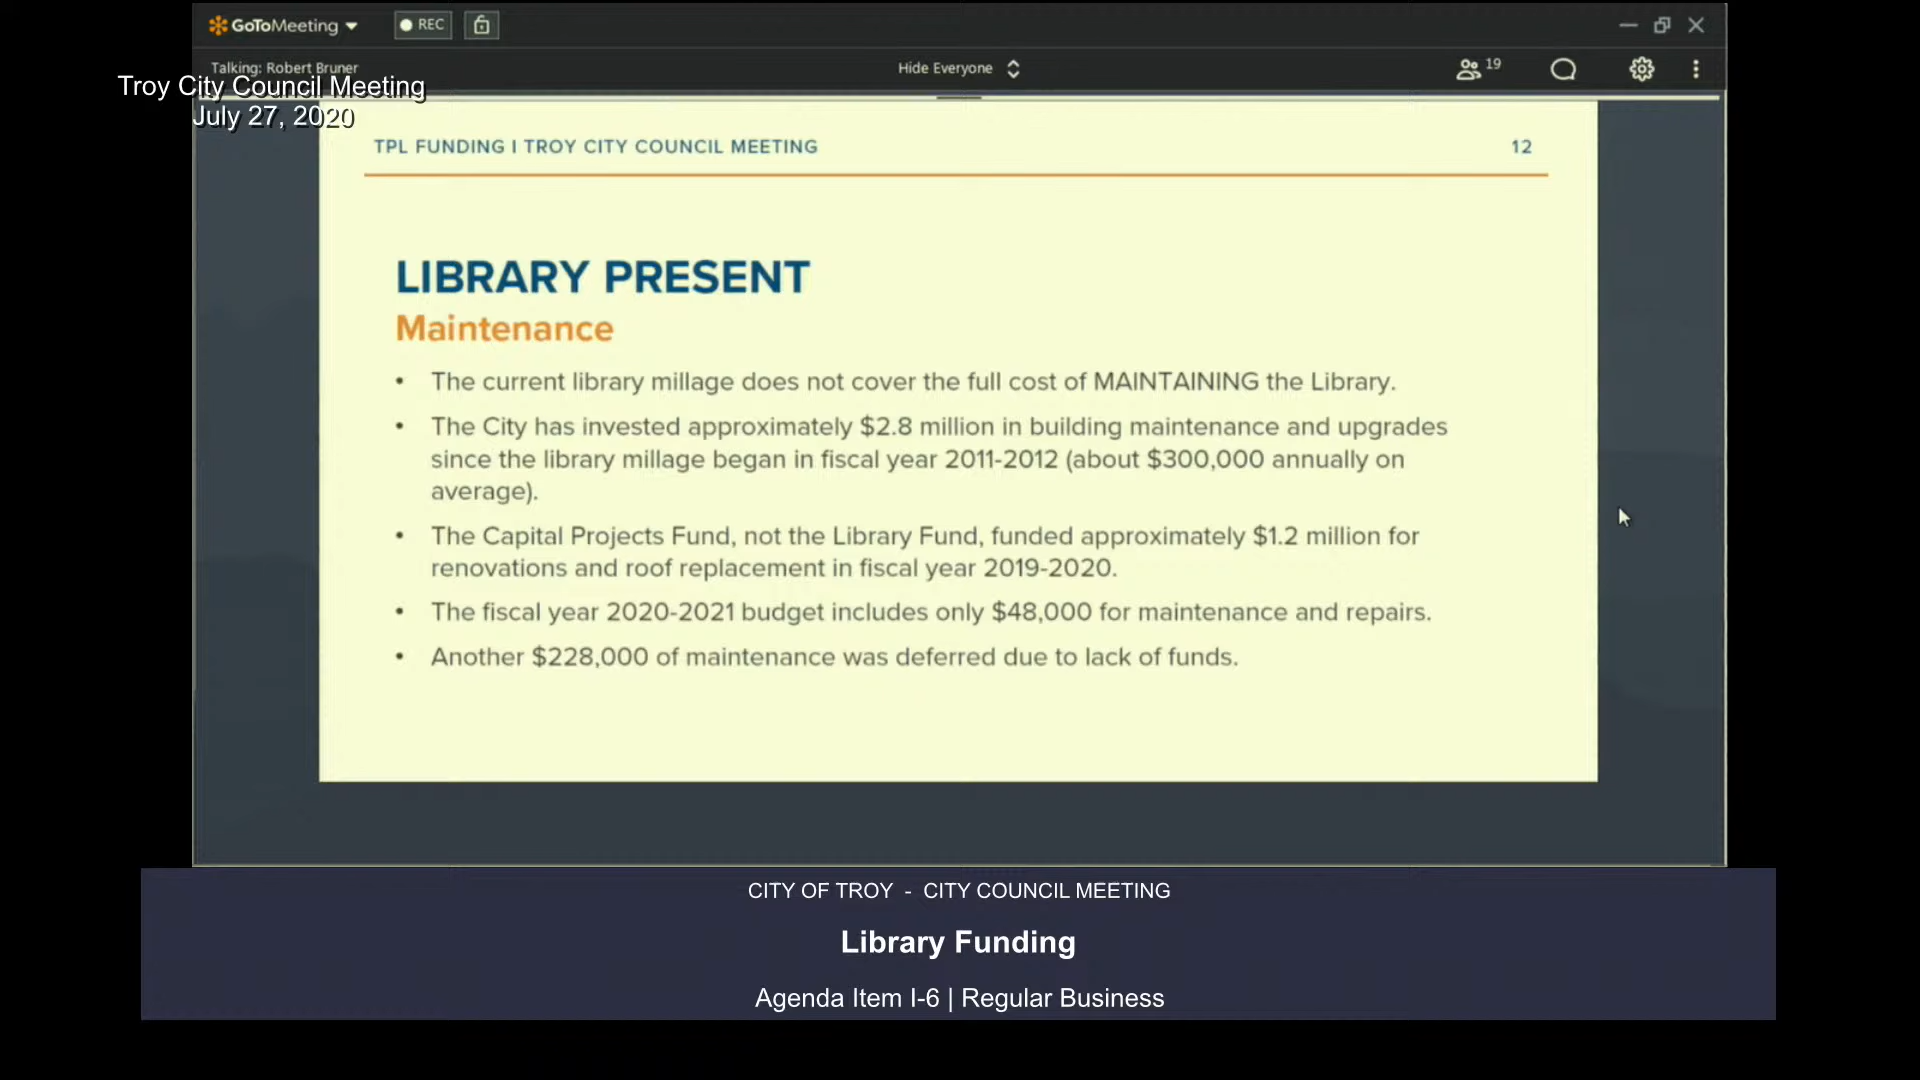 GoToMeeting
REC
Talking: Robert Bruner
Hide Everyone
19
Troy City Council Meeting
July 27, 2020
TPL FUNDING I TROY CITY COUNCIL MEETING
12
LIBRARY PRESENT
Maintenance
• The current library millage does not cover the full cost of MAINTAINING the Library.
• The City has invested approximately $2.8 million in building maintenance and upgrades
since the library millage began in fiscal year 2011-2012 (about $300,000 annually on
average).
• The Capital Projects Fund, not the Library Fund, funded approximately $1.2 million for
renovations and roof replacement in fiscal year 2019-2020.
• The fiscal year 2020-2021 budget includes only $48,000 for maintenance and repairs.
• Another $228,000 of maintenance was deferred due to lack of funds.
CITY OF TROY - CITY COUNCIL MEETING
Library Funding
Agenda Item I-6 | Regular Business